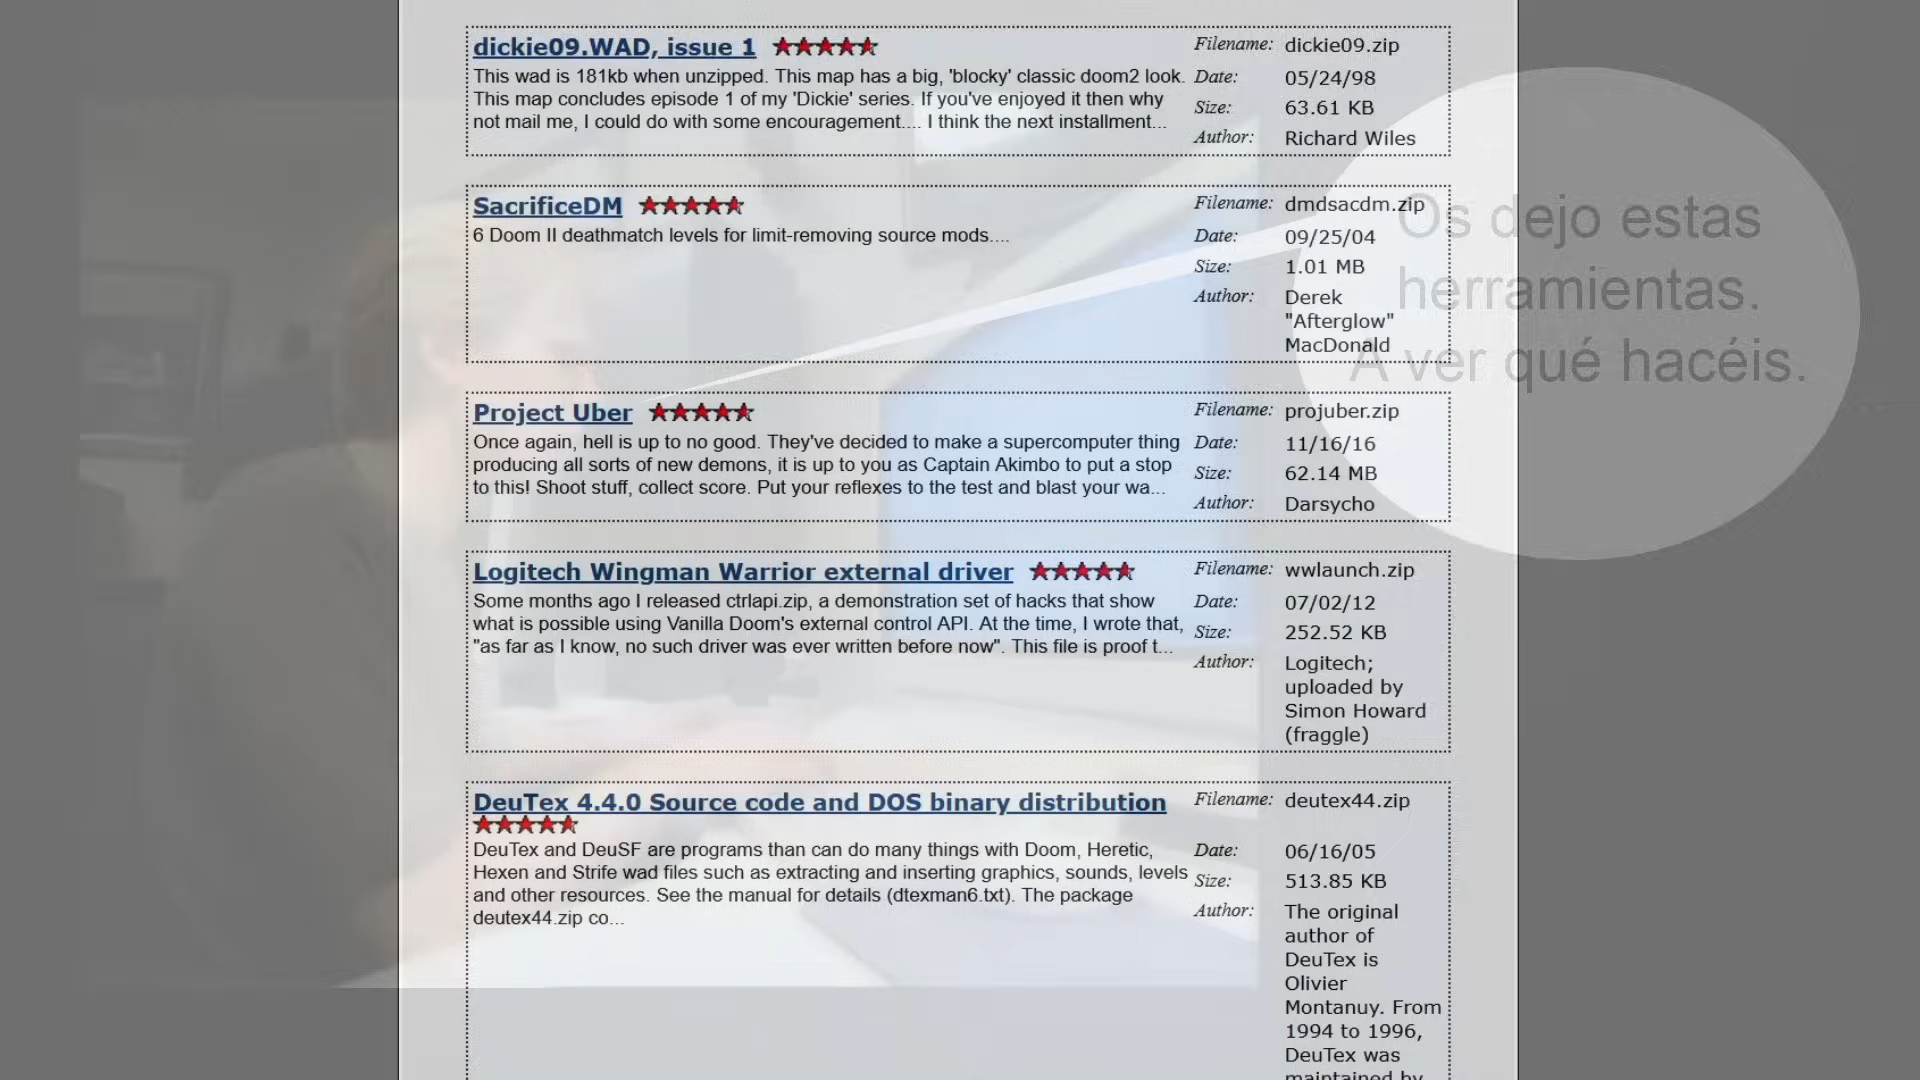 dickie09.WAD, issue 1
This wad is 181kb when unzipped. This map has a big, 'blocky' classic doom2 look.
This map concludes episode 1 of my 'Dickie' series. If you've enjoyed it then why
not mail me, I could do with some encouragement.... I think the next installment...
Filename: dickie09.zip
Date: 05/24/98
Size: 63.61 KB
Author: Richard Wiles
SacrificeDM
6 Doom II deathmatch levels for limit-removing source mods....
Filename: dmdsacdm.zip
Date: 09/25/04
Size: 1.01 MB
Author: Derek
"Afterglow"
MacDonald
Os dejo estas
herramientas.
A ver qué hacéis.
Project Uber
Once again, hell is up to no good. They've decided to make a supercomputer thing
producing all sorts of new demons, it is up to you as Captain Akimbo to put a stop
to this! Shoot stuff, collect score. Put your reflexes to the test and blast your wa...
Filename: projuber.zip
Date: 11/16/16
Size: 62.14 MB
Author: Darsycho
Logitech Wingman Warrior external driver
Some months ago I released ctrlapi.zip, a demonstration set of hacks that show
what is possible using Vanilla Doom's external control API. At the time, I wrote that,
"as far as I know, no such driver was ever written before now". This file is proof t...
Filename: wwlaunch.zip
Date: 07/02/12
Size: 252.52 KB
Author: Logitech;
uploaded by
Simon Howard
(fraggle)
DeuTex 4.4.0 Source code and DOS binary distribution
DeuTex and DeuSF are programs than can do many things with Doom, Heretic,
Hexen and Strife wad files such as extracting and inserting graphics, sounds, levels
and other resources. See the manual for details (dtexman6.txt). The package
deutex44.zip co...
Filename: deutex44.zip
Date: 06/16/05
Size: 513.85 KB
Author: The original
author of
DeuTex is
Olivier
Montanuy. From
1994 to 1996,
DeuTex was
maintained by